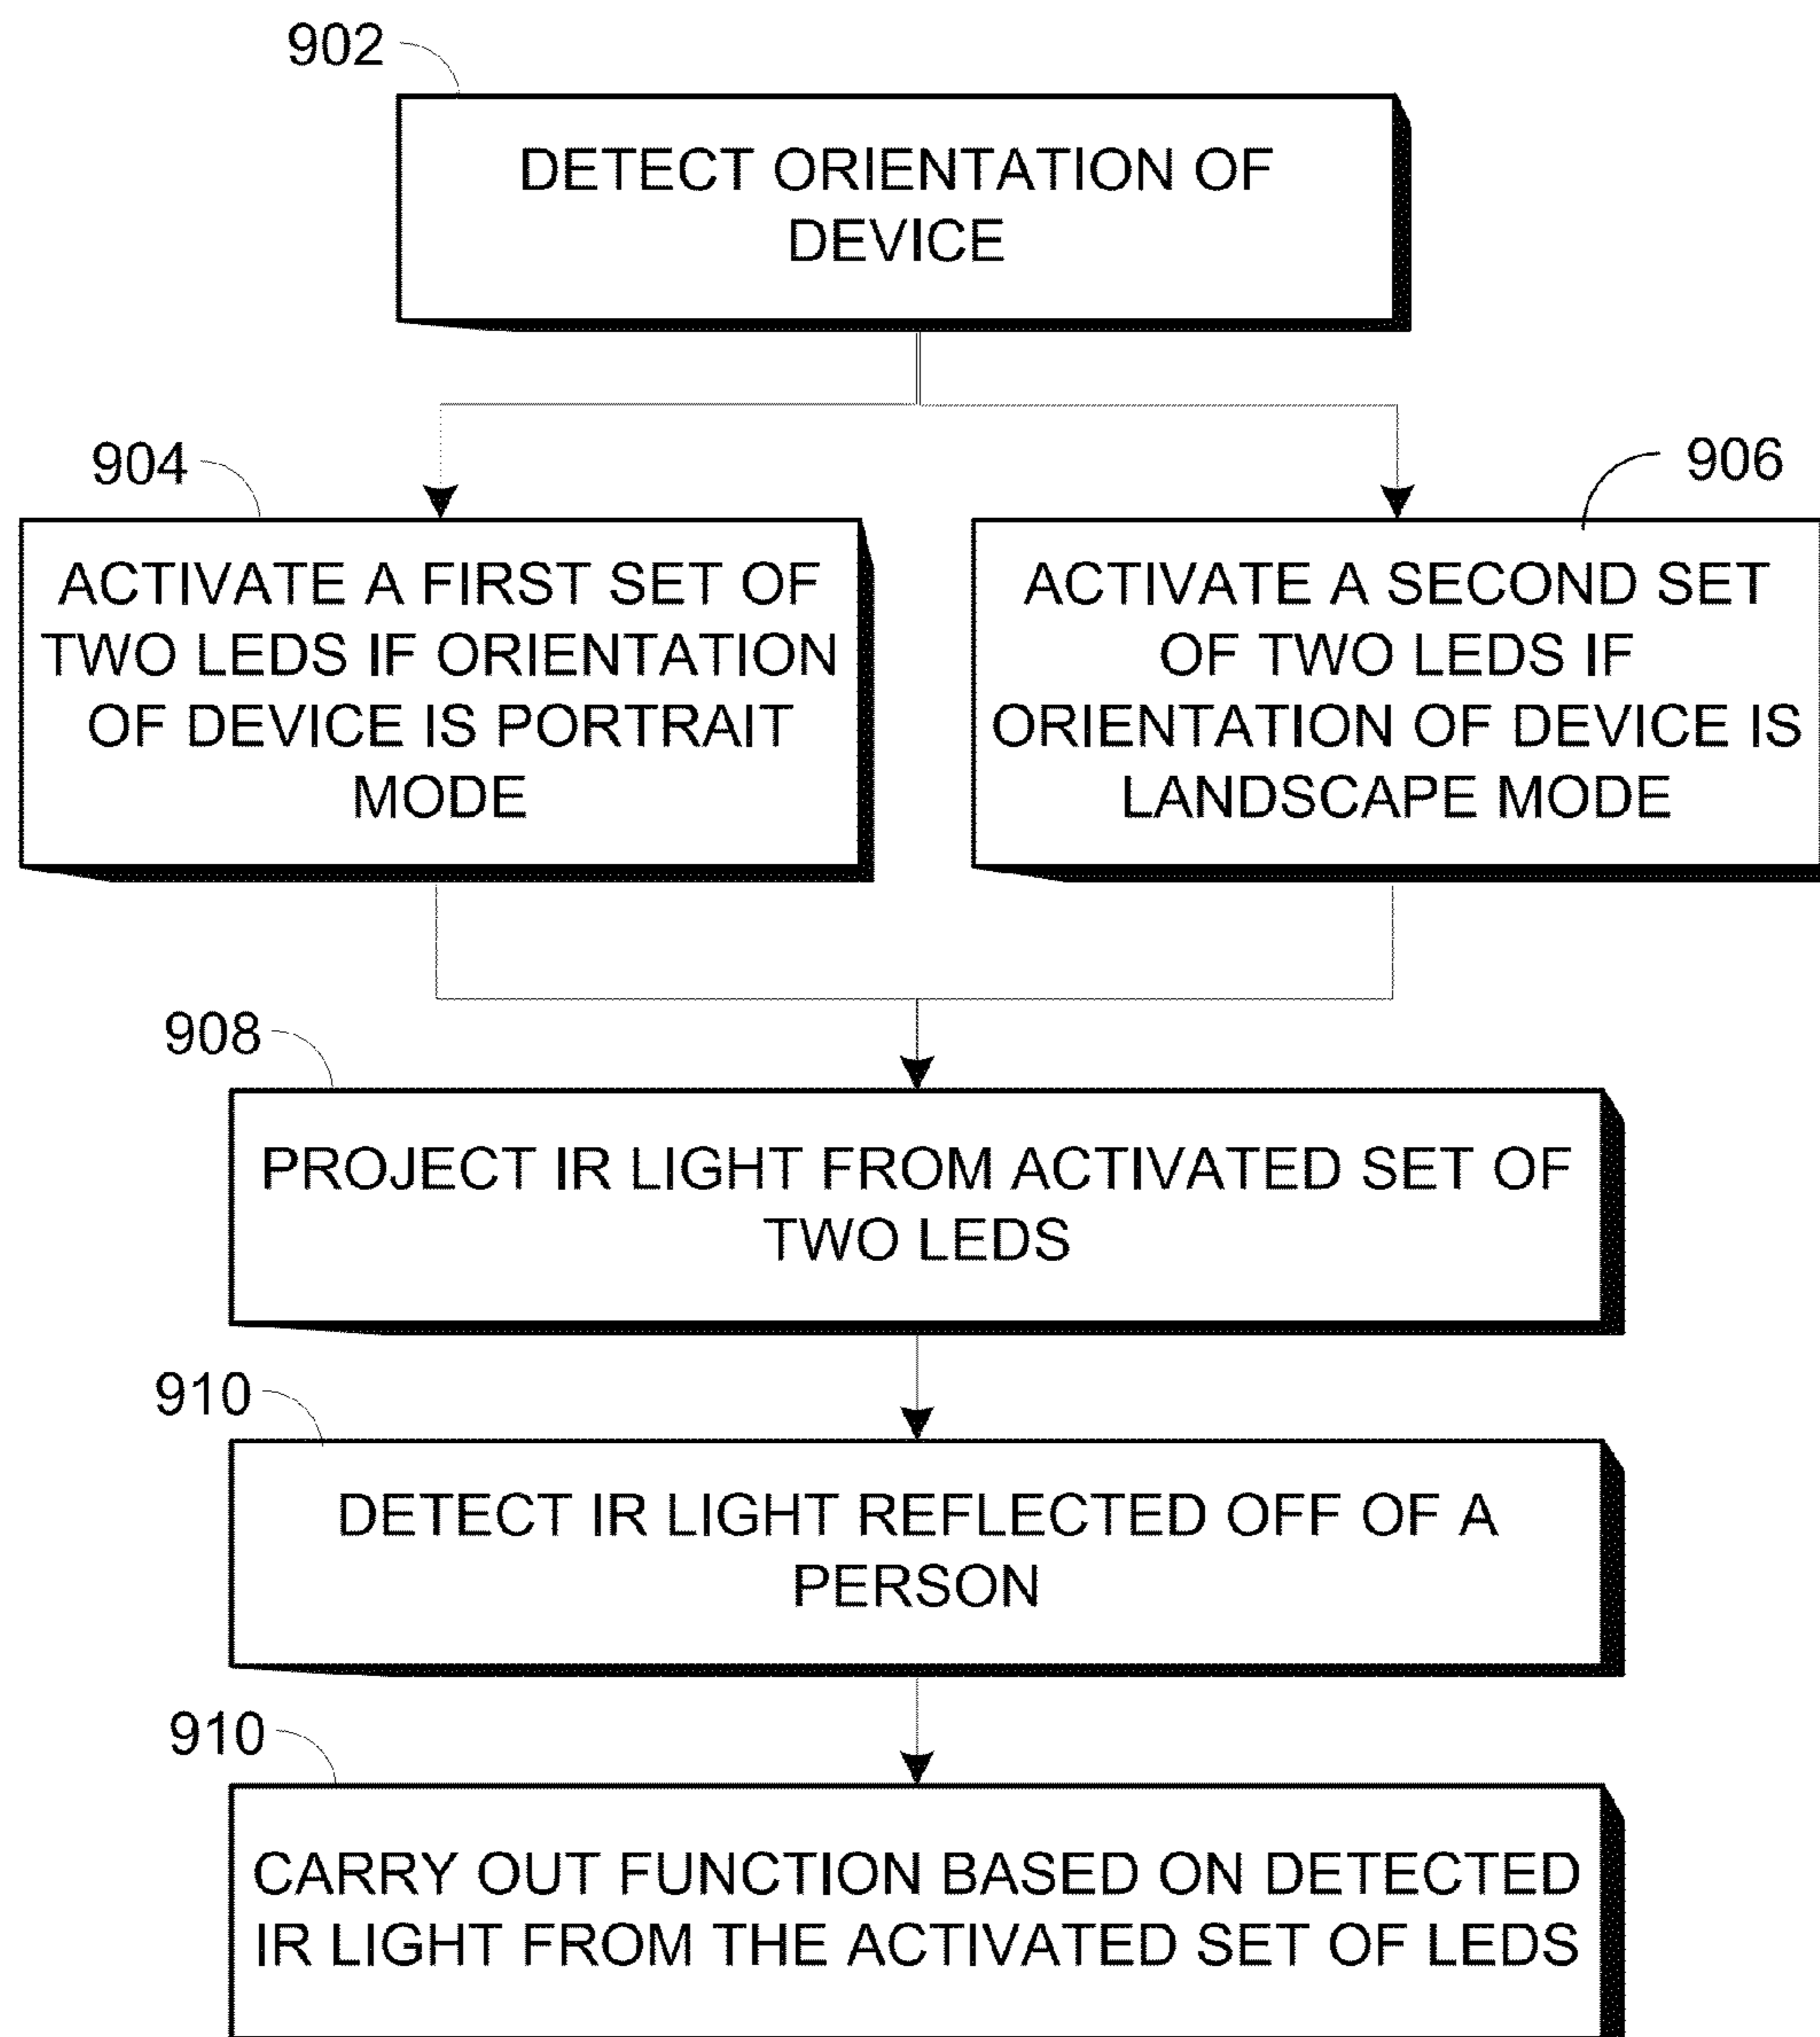 902
DETECT ORIENTATION OF
DEVICE
904
ACTIVATE A FIRST SET OF
TWO LEDS IF ORIENTATION
OF DEVICE IS PORTRAIT
MODE
906
ACTIVATE A SECOND SET
OF TWO LEDS IF
ORIENTATION OF DEVICE IS
LANDSCAPE MODE
908
PROJECT IR LIGHT FROM ACTIVATED SET OF
TWO LEDS
910
DETECT IR LIGHT REFLECTED OFF OF A
PERSON
910
CARRY OUT FUNCTION BASED ON DETECTED
IR LIGHT FROM THE ACTIVATED SET OF LEDS